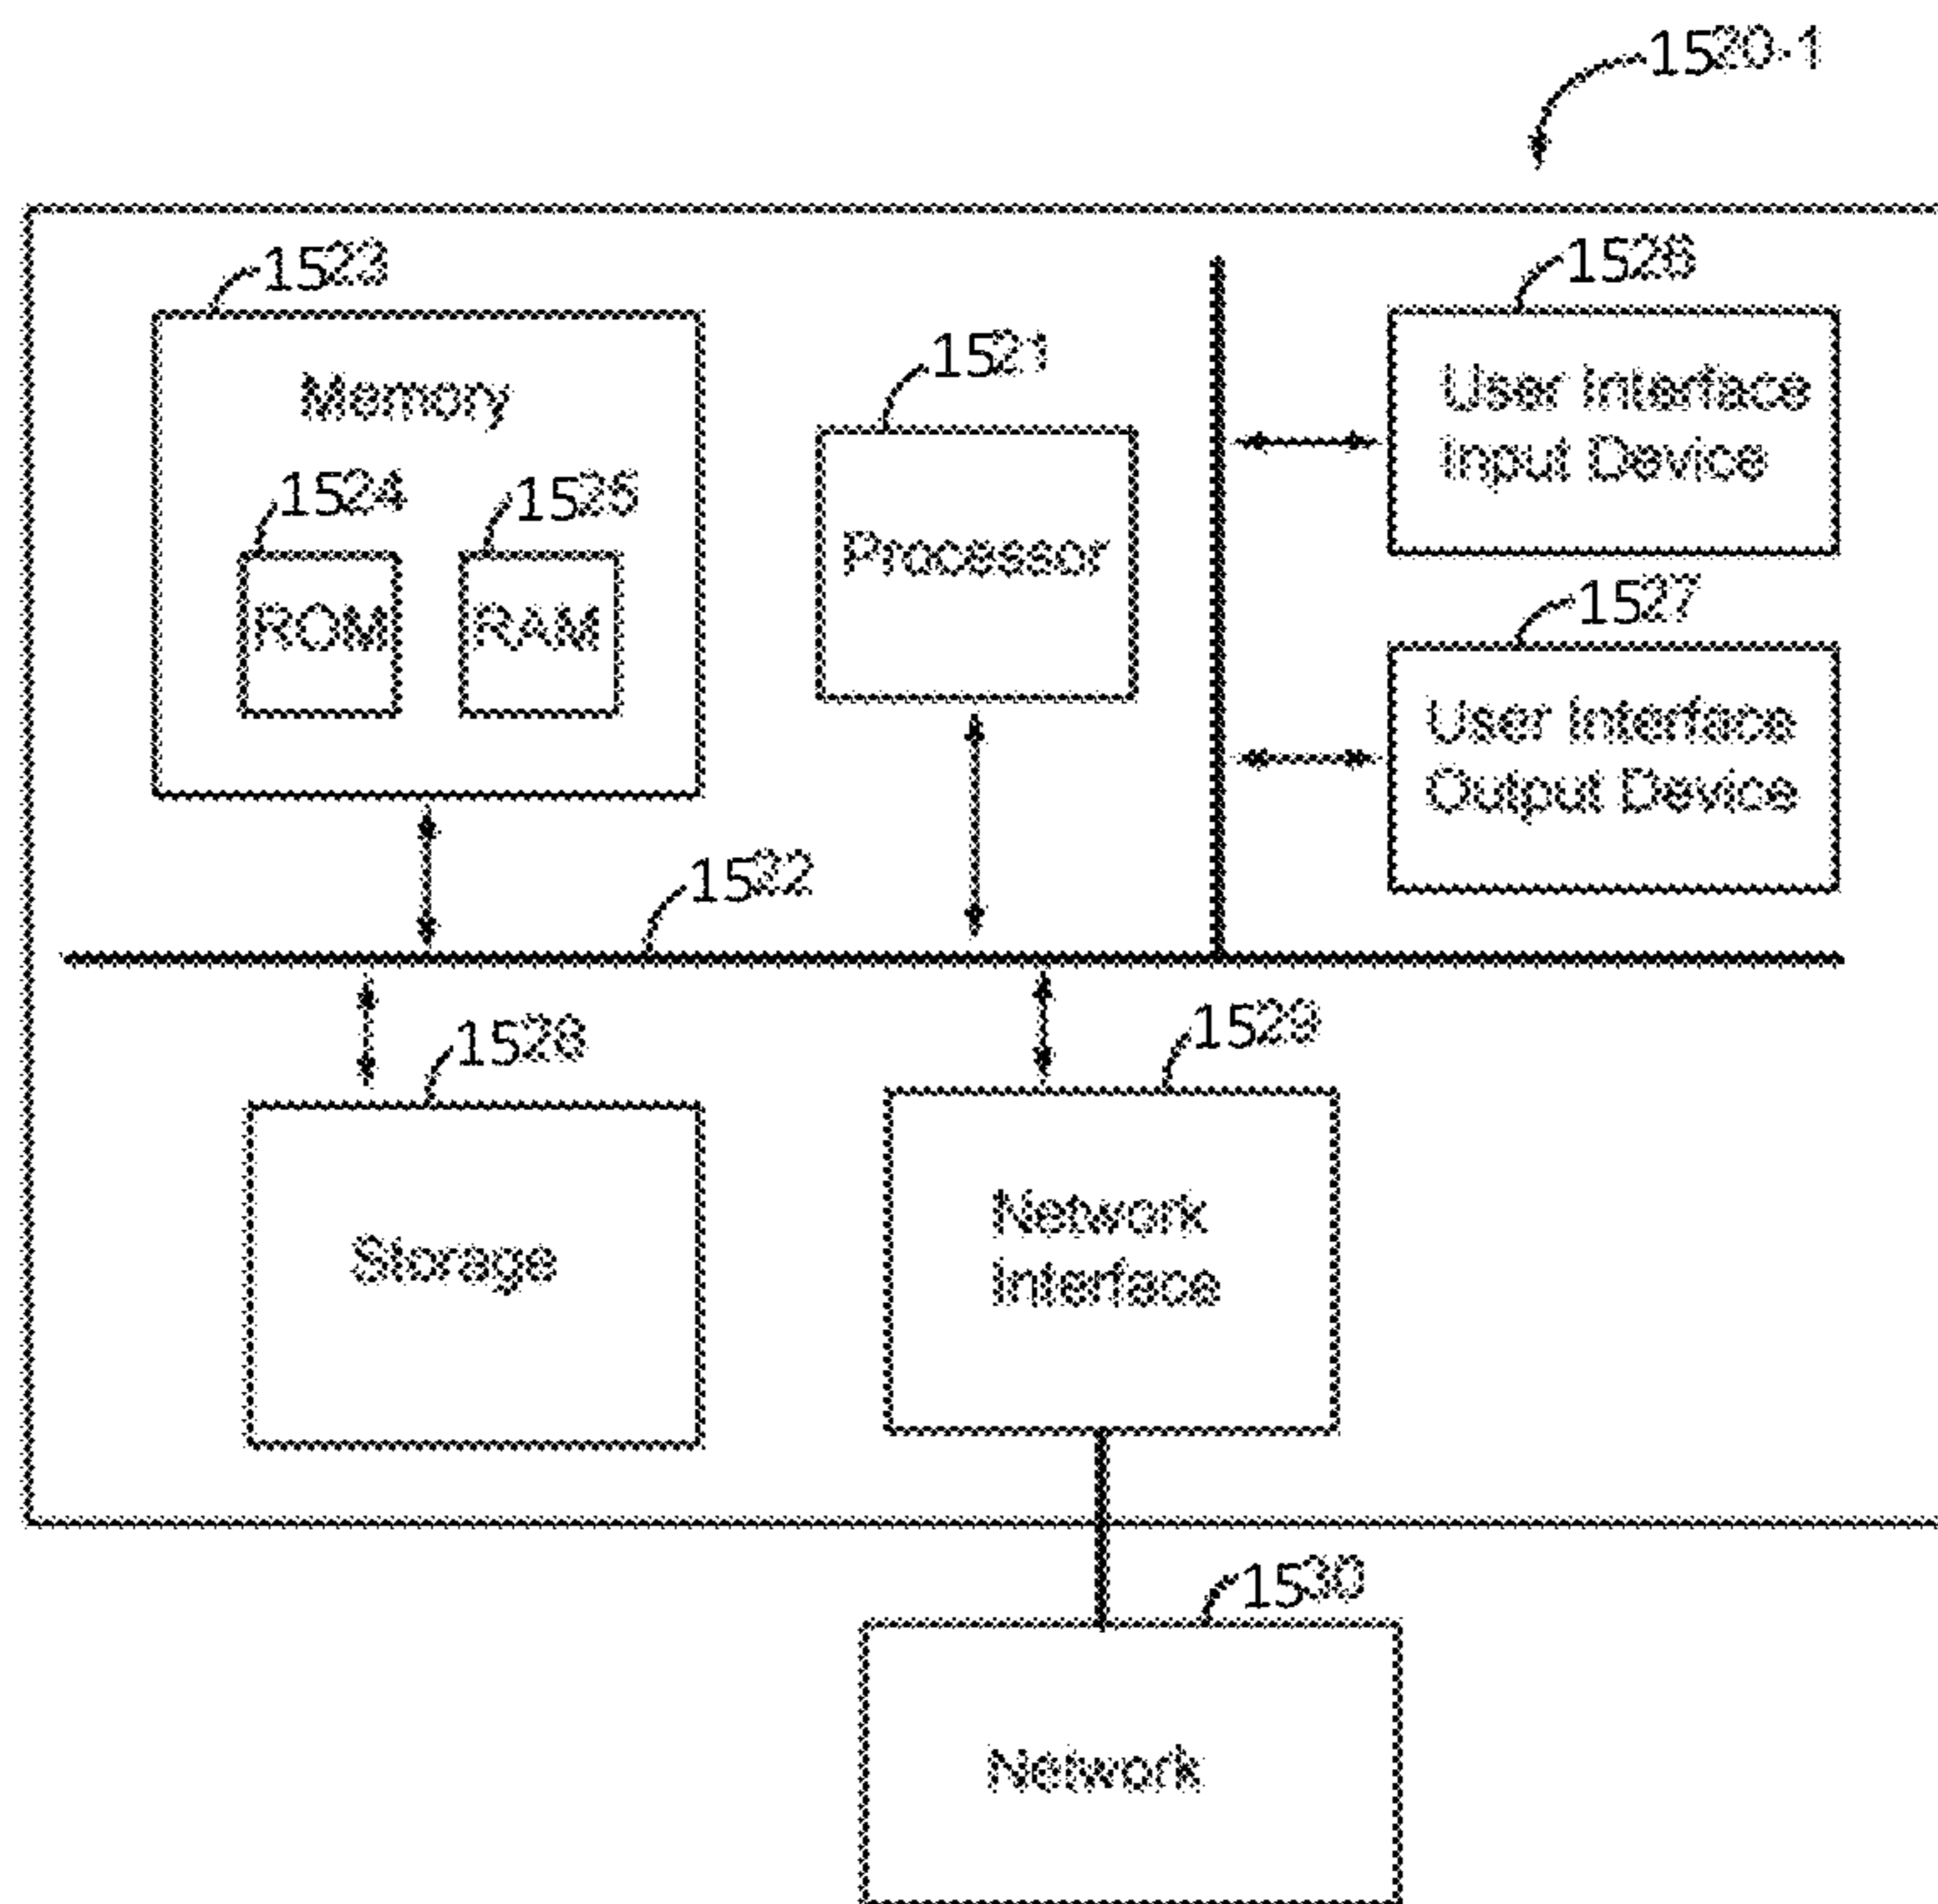 1520-1
1523
Memory
1524
ROM
1525
RAM
1521
Processor
1526
User Interface
Input Device
1527
User Interface
Output Device
1522
1528
Storage
1529
Network
Interface
1530
Network